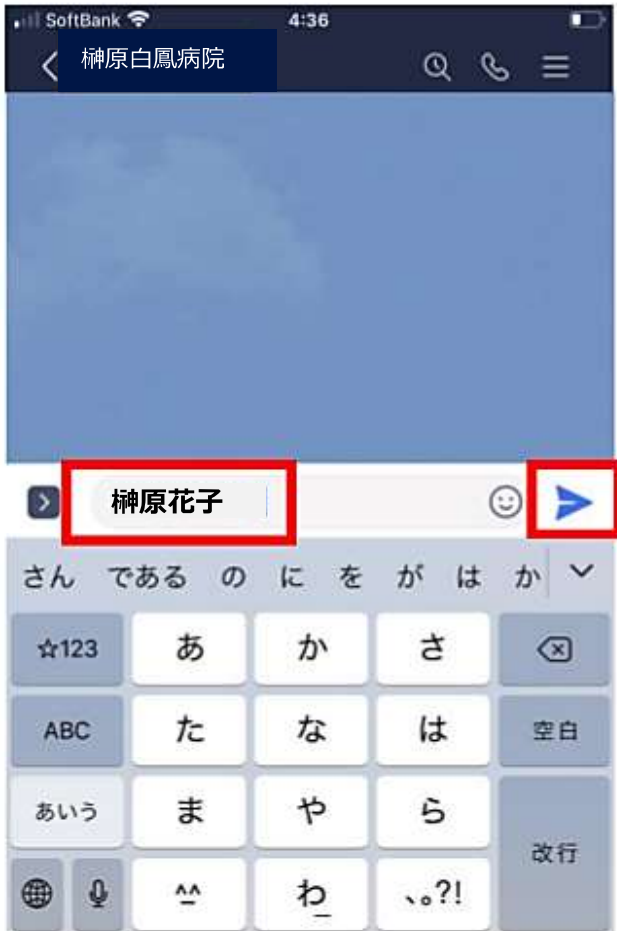 SoftBank 4:36
榊原白鳳病院
榊原花子
さん である の に を が は か
☆123 あ か さ
ABC た な は 空白
あいう ま や ら
改行
^^ わ 、。?!